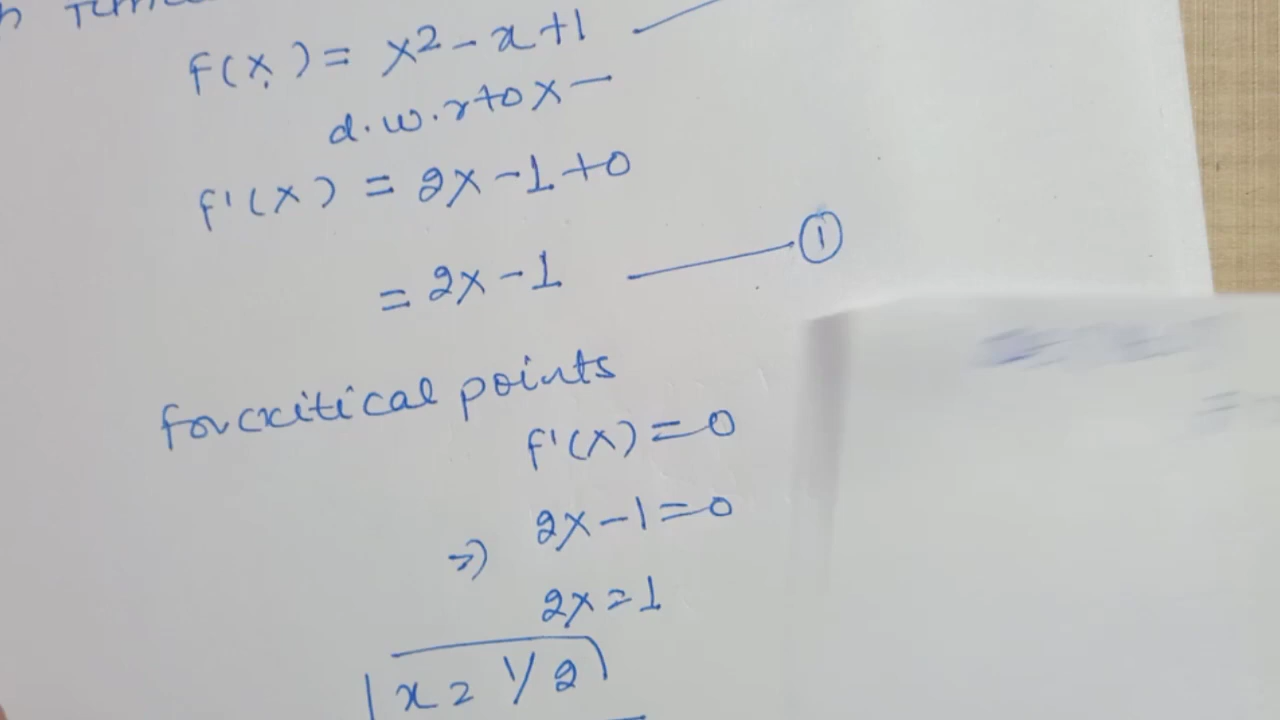 f(x) = x2 - x + 1
d.w.r to x -
f'(x) = 2x - 1 + 0
= 2x - 1 ①
for critical points
f'(x) = 0
⇒ 2x - 1 = 0
2x = 1
x = 1/2